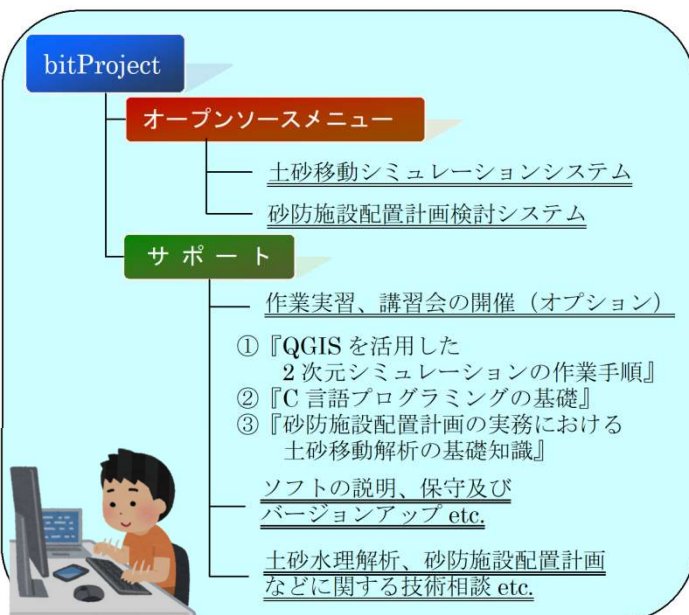 bitProject
オープンソースメニュー
土砂移動シミュレーションシステム
砂防施設配置計画検討システム
サポート
作業実習、講習会の開催（オプション）
①『QGIS を活用した
2 次元シミュレーションの作業手順』
②『C 言語プログラミングの基礎』
③『砂防施設配置計画の実務における
土砂移動解析の基礎知識』
ソフトの説明、保守及び
バージョンアップ etc.
土砂水理解析、砂防施設配置計画
などに関する技術相談 etc.